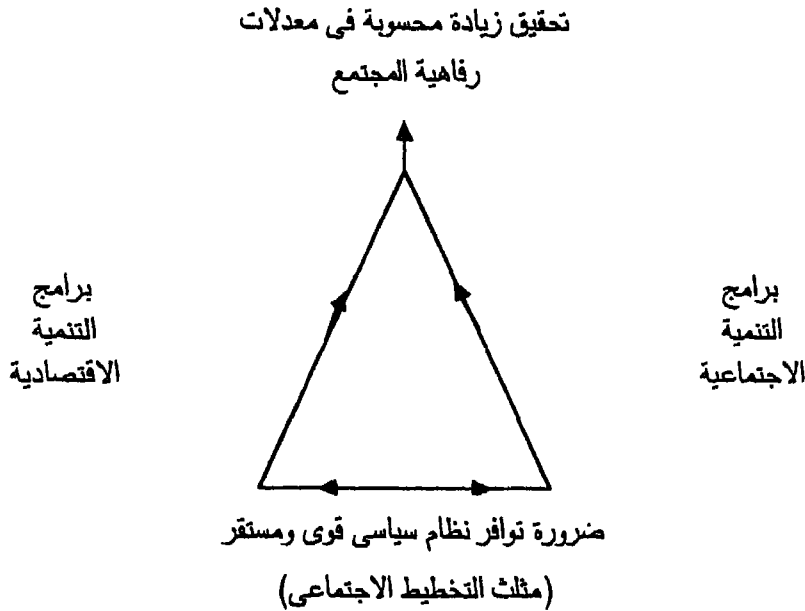 تحقيق زيادة محسوبة فى معدلات
رفاهية المجتمع
برامج
التنمية
الاجتماعية
برامج
التنمية
الاقتصادية
ضرورة توافر نظام سياسى قوى ومستقر
(مثلث التخطيط الاجتماعى)